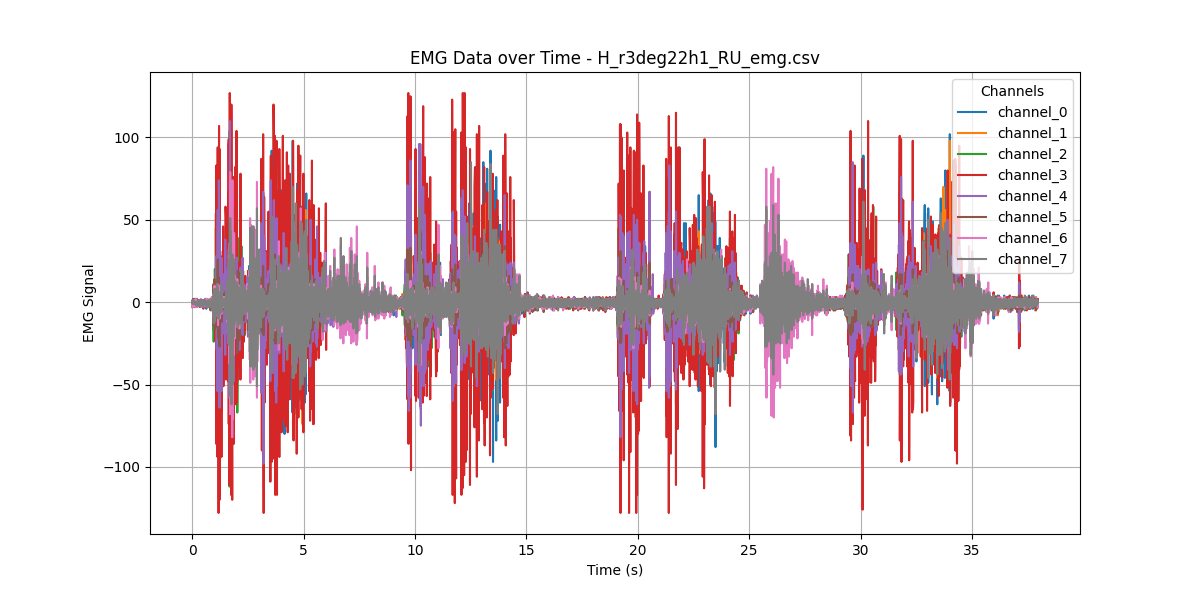 EMG Data over Time - H_r3deg22h1_RU_emg.csv
Channels
channel_0
channel_1
channel_2
channel_3
channel_4
channel_5
channel_6
channel_7
EMG Signal
100
50
0
−50
−100
0 5 10 15 20 25 30 35
Time (s)